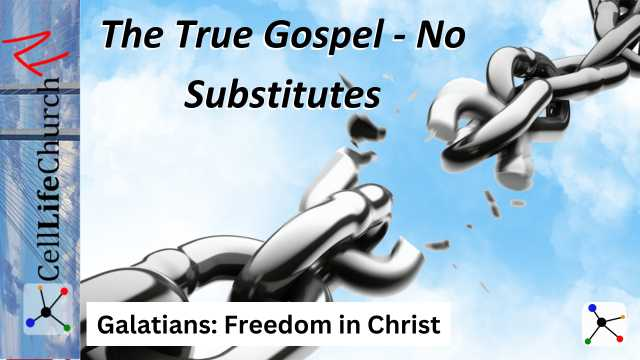 The True Gospel - No
Substitutes
CellLifeChurch
Galatians: Freedom in Christ